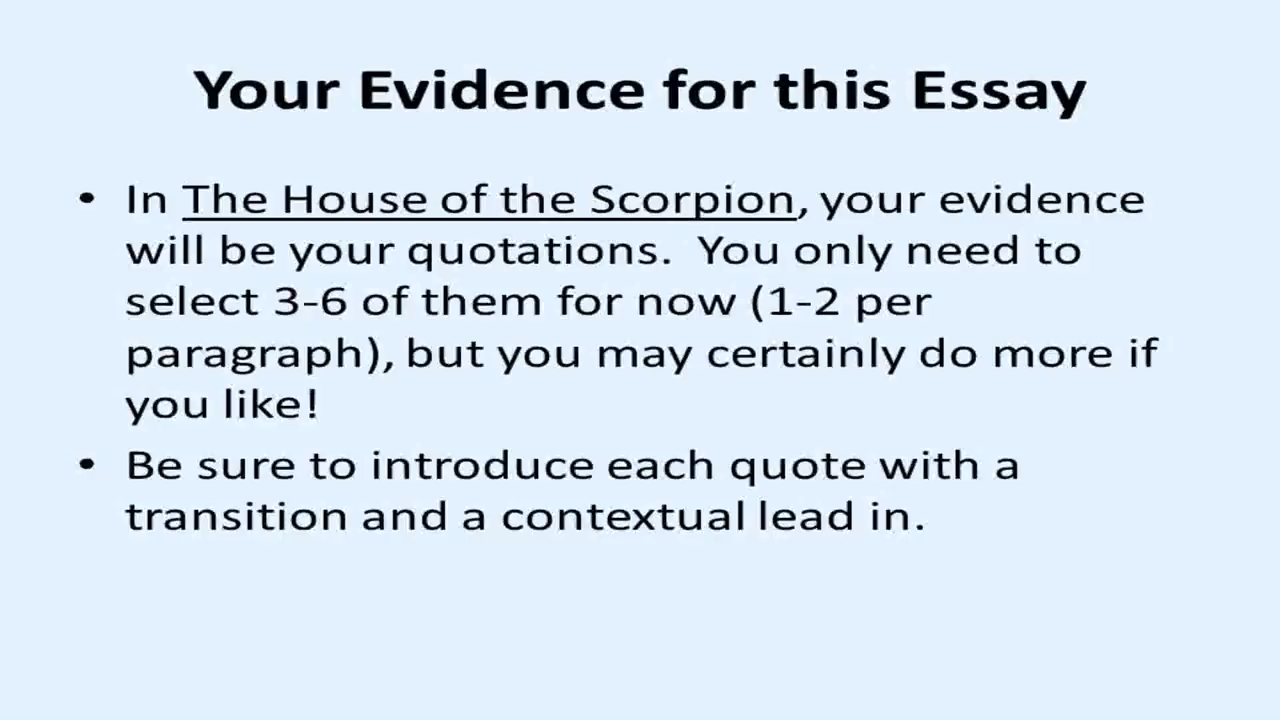 Your Evidence for this Essay
• In The House of the Scorpion, your evidence
will be your quotations.  You only need to
select 3-6 of them for now (1-2 per
paragraph), but you may certainly do more if
you like!
• Be sure to introduce each quote with a
transition and a contextual lead in.